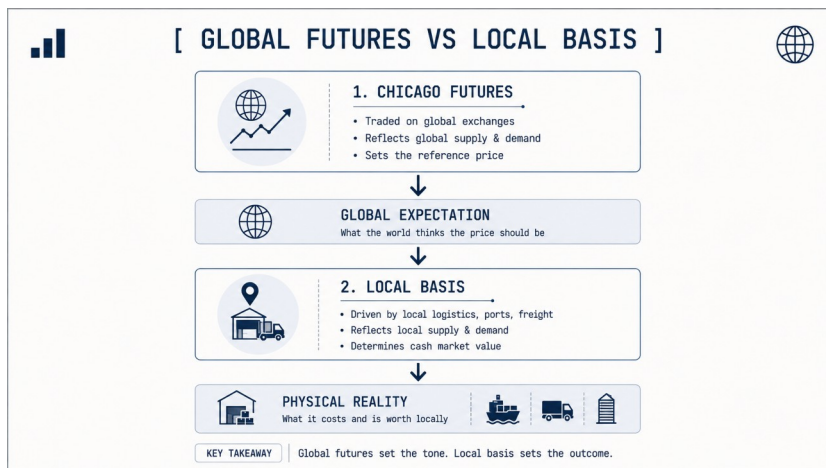 [ GLOBAL FUTURES VS LOCAL BASIS ]
1. CHICAGO FUTURES
• Traded on global exchanges
• Reflects global supply & demand
• Sets the reference price
GLOBAL EXPECTATION
What the world thinks the price should be
2. LOCAL BASIS
• Driven by local logistics, ports, freight
• Reflects local supply & demand
• Determines cash market value
PHYSICAL REALITY
What it costs and is worth locally
KEY TAKEAWAY | Global futures set the tone. Local basis sets the outcome.